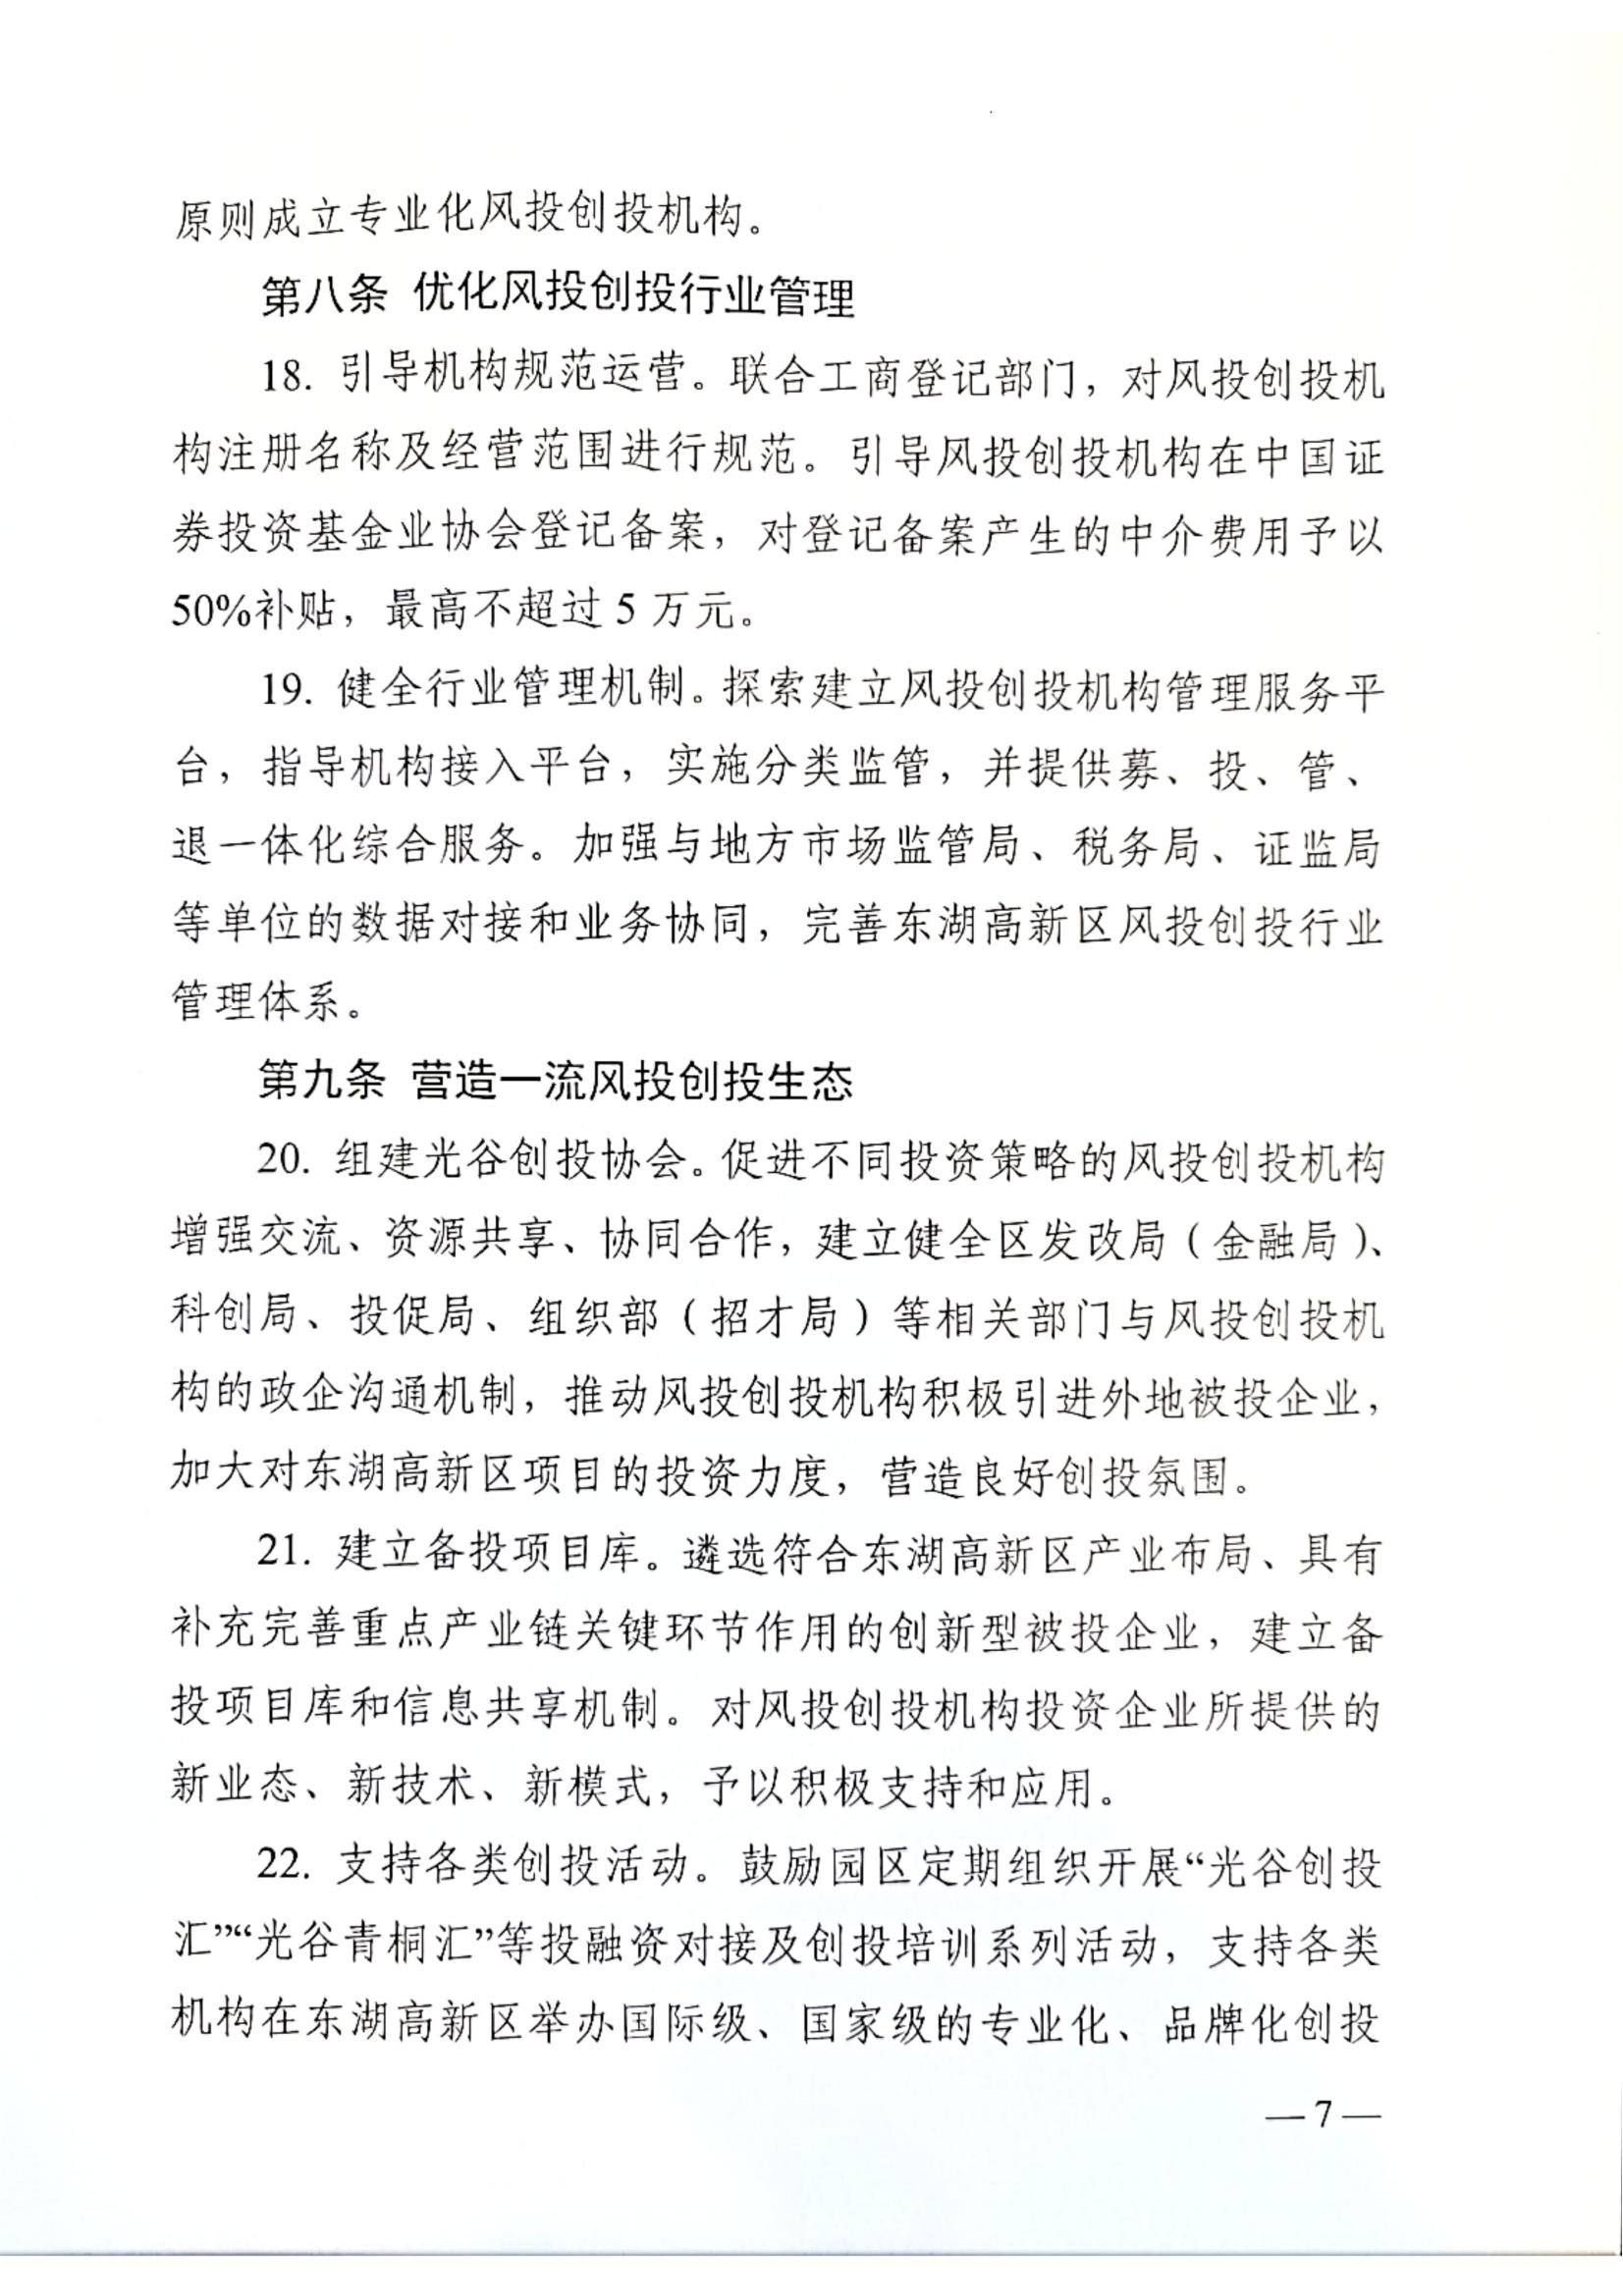 原则成立专业化风投创投机构。
第八条 优化风投创投行业管理
18. 引导机构规范运营。联合工商登记部门，对风投创投机
构注册名称及经营范围进行规范。引导风投创投机构在中国证
券投资基金业协会登记备案，对登记备案产生的中介费用予以
50%补贴，最高不超过 5 万元。
19. 健全行业管理机制。探索建立风投创投机构管理服务平
台，指导机构接入平台，实施分类监管，并提供募、投、管、
退一体化综合服务。加强与地方市场监管局、税务局、证监局
等单位的数据对接和业务协同，完善东湖高新区风投创投行业
管理体系。
第九条 营造一流风投创投生态
20. 组建光谷创投协会。促进不同投资策略的风投创投机构
增强交流、资源共享、协同合作，建立健全区发改局（金融局）、
科创局、投促局、组织部（招才局）等相关部门与风投创投机
构的政企沟通机制，推动风投创投机构积极引进外地被投企业，
加大对东湖高新区项目的投资力度，营造良好创投氛围。
21. 建立备投项目库。遴选符合东湖高新区产业布局、具有
补充完善重点产业链关键环节作用的创新型被投企业，建立备
投项目库和信息共享机制。对风投创投机构投资企业所提供的
新业态、新技术、新模式，予以积极支持和应用。
22. 支持各类创投活动。鼓励园区定期组织开展“光谷创投
汇”“光谷青桐汇”等投融资对接及创投培训系列活动，支持各类
机构在东湖高新区举办国际级、国家级的专业化、品牌化创投
—7—